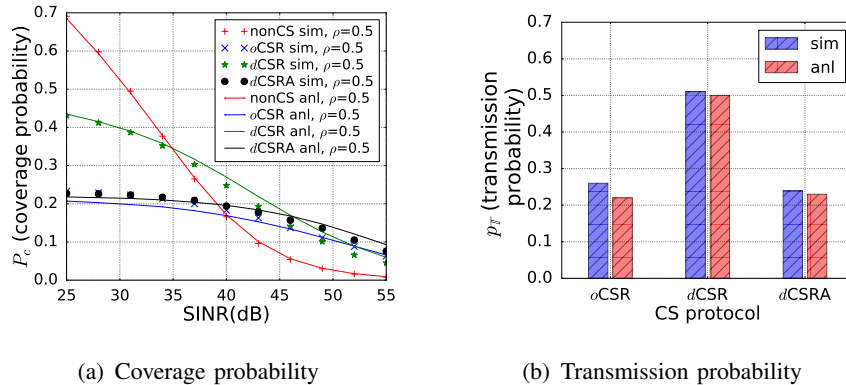 0.7
0.6
0.5
0.4
0.3
0.2
0.1
0.0
P_c (coverage probability)
25 30 35 40 45 50 55
SINR(dB)
nonCS sim, ρ=0.5
oCSR sim, ρ=0.5
dCSR sim, ρ=0.5
dCSRA sim, ρ=0.5
nonCS anl, ρ=0.5
oCSR anl, ρ=0.5
dCSR anl, ρ=0.5
dCSRA anl, ρ=0.5
(a) Coverage probability
0.7
0.6
0.5
0.4
0.3
0.2
0.1
0.0
p_𝕋 (transmission
probability)
sim
anl
oCSR dCSR dCSRA
CS protocol
(b) Transmission probability